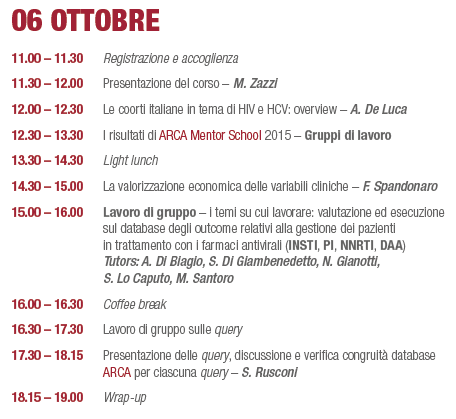 06 OTTOBRE
11.00 – 11.30 Registrazione e accoglienza
11.30 – 12.00 Presentazione del corso – M. Zazzi
12.00 – 12.30 Le coorti italiane in tema di HIV e HCV: overview – A. De Luca
12.30 – 13.30 I risultati di ARCA Mentor School 2015 – Gruppi di lavoro
13.30 – 14.30 Light lunch
14.30 – 15.00 La valorizzazione economica delle variabili cliniche – F. Spandonaro
15.00 – 16.00 Lavoro di gruppo – i temi su cui lavorare: valutazione ed esecuzione
sul database degli outcome relativi alla gestione dei pazienti
in trattamento con i farmaci antivirali (INSTI, PI, NNRTI, DAA)
Tutors: A. Di Biagio, S. Di Giambenedetto, N. Gianotti,
S. Lo Caputo, M. Santoro
16.00 – 16.30 Coffee break
16.30 – 17.30 Lavoro di gruppo sulle query
17.30 – 18.15 Presentazione delle query, discussione e verifica congruità database
ARCA per ciascuna query – S. Rusconi
18.15 – 19.00 Wrap-up